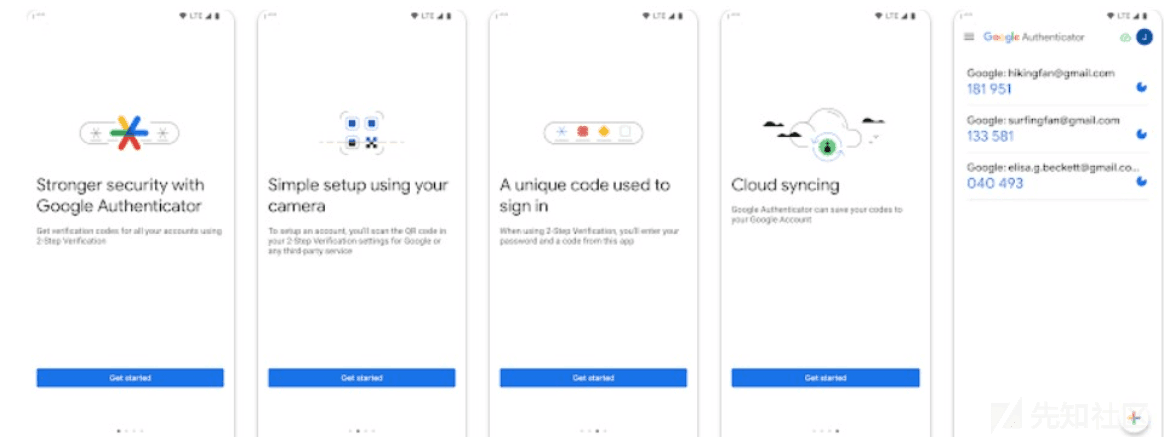 LTE
Stronger security with
Google Authenticator
Get verification codes for all your accounts using
2-Step Verification
Get started
LTE
Simple setup using your
camera
To setup an account, you'll scan the QR code in
your 2-Step Verification settings for Google or
any third-party service
Get started
LTE
A unique code used to
sign in
When using 2-Step Verification, you'll enter your
password and a code from this app
Get started
LTE
Cloud syncing
Google Authenticator can save your codes to
your Google Account
Get started
LTE
Google Authenticator
J
Google: hikingfan@gmail.com
181 951
Google: surfingfan@gmail.com
133 581
Google: elisa.g.beckett@gmail.co...
040 493
先知社区